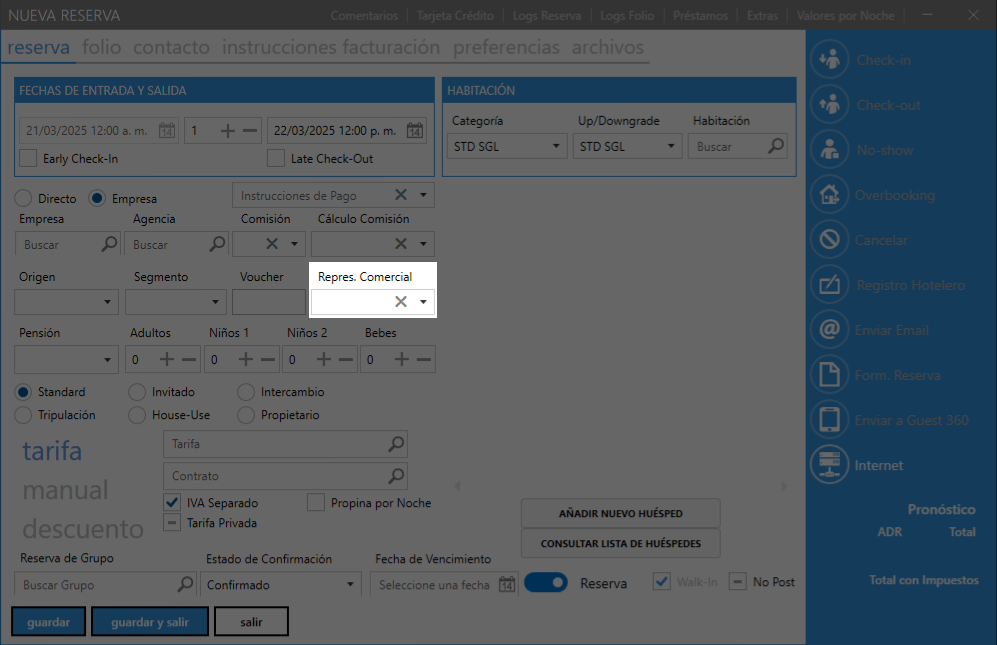 NUEVA RESERVA
Comentarios
Tarjeta Crédito
Logs Reserva
Logs Folio
Préstamos
Extras
Valores por Noche
reserva folio contacto instrucciones facturación preferencias archivos
FECHAS DE ENTRADA Y SALIDA
21/03/2025 12:00 a. m.
14
1
22/03/2025 12:00 p. m.
14
Early Check-In
Late Check-Out
HABITACIÓN
Categoría
Up/Downgrade
Habitación
STD SGL
STD SGL
Buscar
Directo
Empresa
Instrucciones de Pago
Empresa
Agencia
Comisión
Cálculo Comisión
Buscar
Buscar
Origen
Segmento
Voucher
Repres. Comercial
Pensión
Adultos
Niños 1
Niños 2
Bebes
0
0
0
0
Standard
Invitado
Intercambio
Tripulación
House-Use
Propietario
tarifa
manual
descuento
Tarifa
Contrato
IVA Separado
Propina por Noche
Tarifa Privada
AÑADIR NUEVO HUÉSPED
CONSULTAR LISTA DE HUÉSPEDES
Reserva de Grupo
Estado de Confirmación
Fecha de Vencimiento
Buscar Grupo
Confirmado
Seleccione una fecha
14
Reserva
Walk-In
No Post
guardar
guardar y salir
salir
Check-in
Check-out
No-show
Overbooking
Cancelar
Registro Hotelero
Enviar Email
Form. Reserva
Enviar a Guest 360
Internet
Pronóstico
ADR
Total
Total con Impuestos